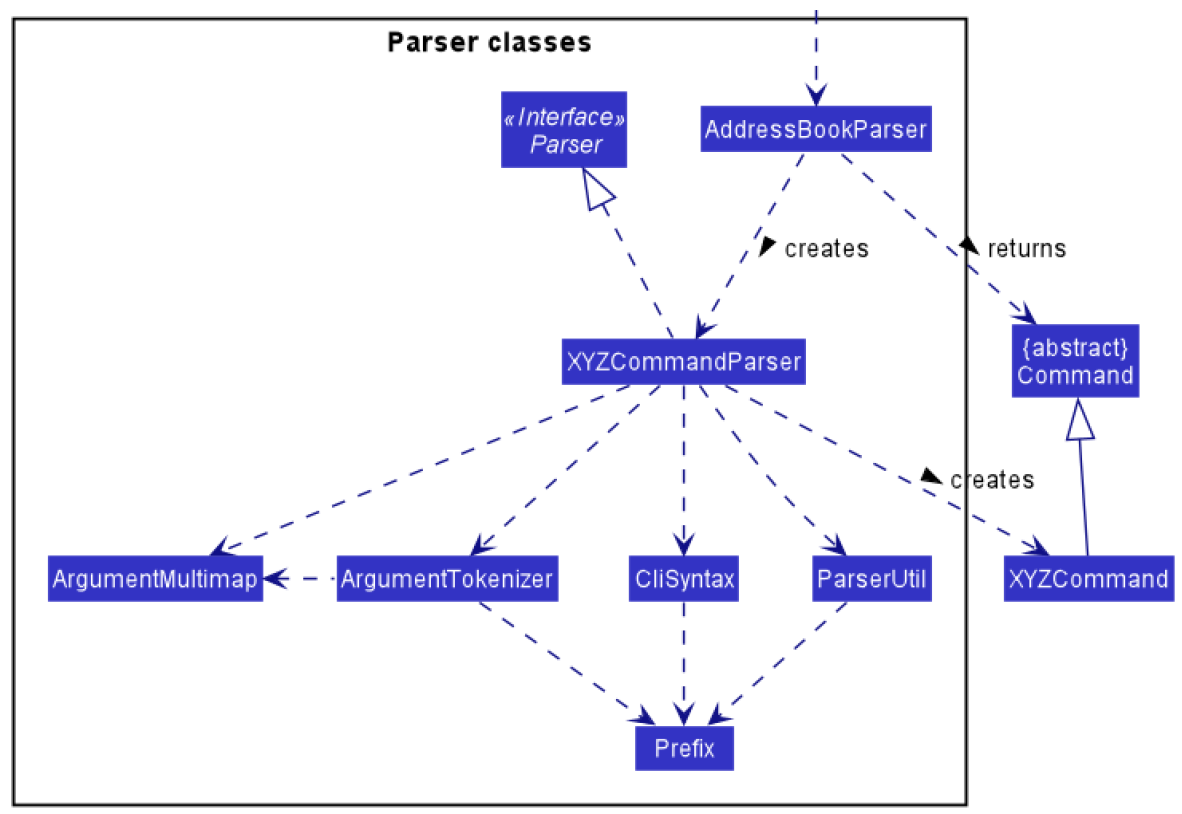 Parser classes
«Interface»
Parser
AddressBookParser
creates
returns
XYZCommandParser
{abstract}
Command
creates
ArgumentMultimap
ArgumentTokenizer
CliSyntax
ParserUtil
XYZCommand
Prefix